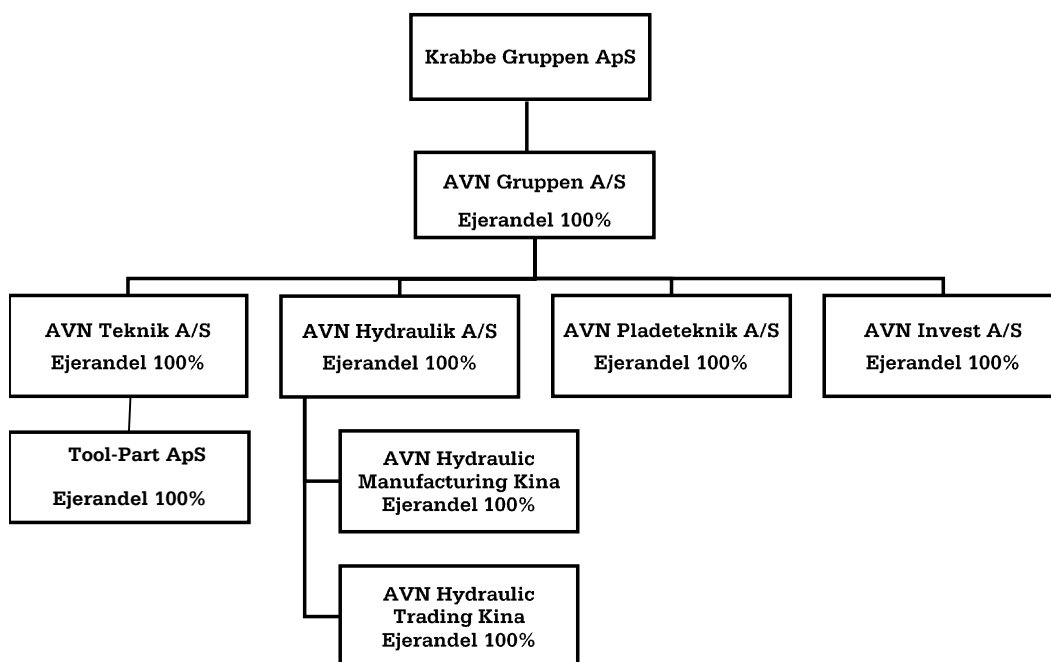 Krabbe Gruppen ApS
AVN Gruppen A/S
Ejerandel 100%
AVN Teknik A/S
Ejerandel 100%
AVN Hydraulik A/S
Ejerandel 100%
AVN Pladeteknik A/S
Ejerandel 100%
AVN Invest A/S
Ejerandel 100%
Tool-Part ApS
Ejerandel 100%
AVN Hydraulic
Manufacturing Kina
Ejerandel 100%
AVN Hydraulic
Trading Kina
Ejerandel 100%